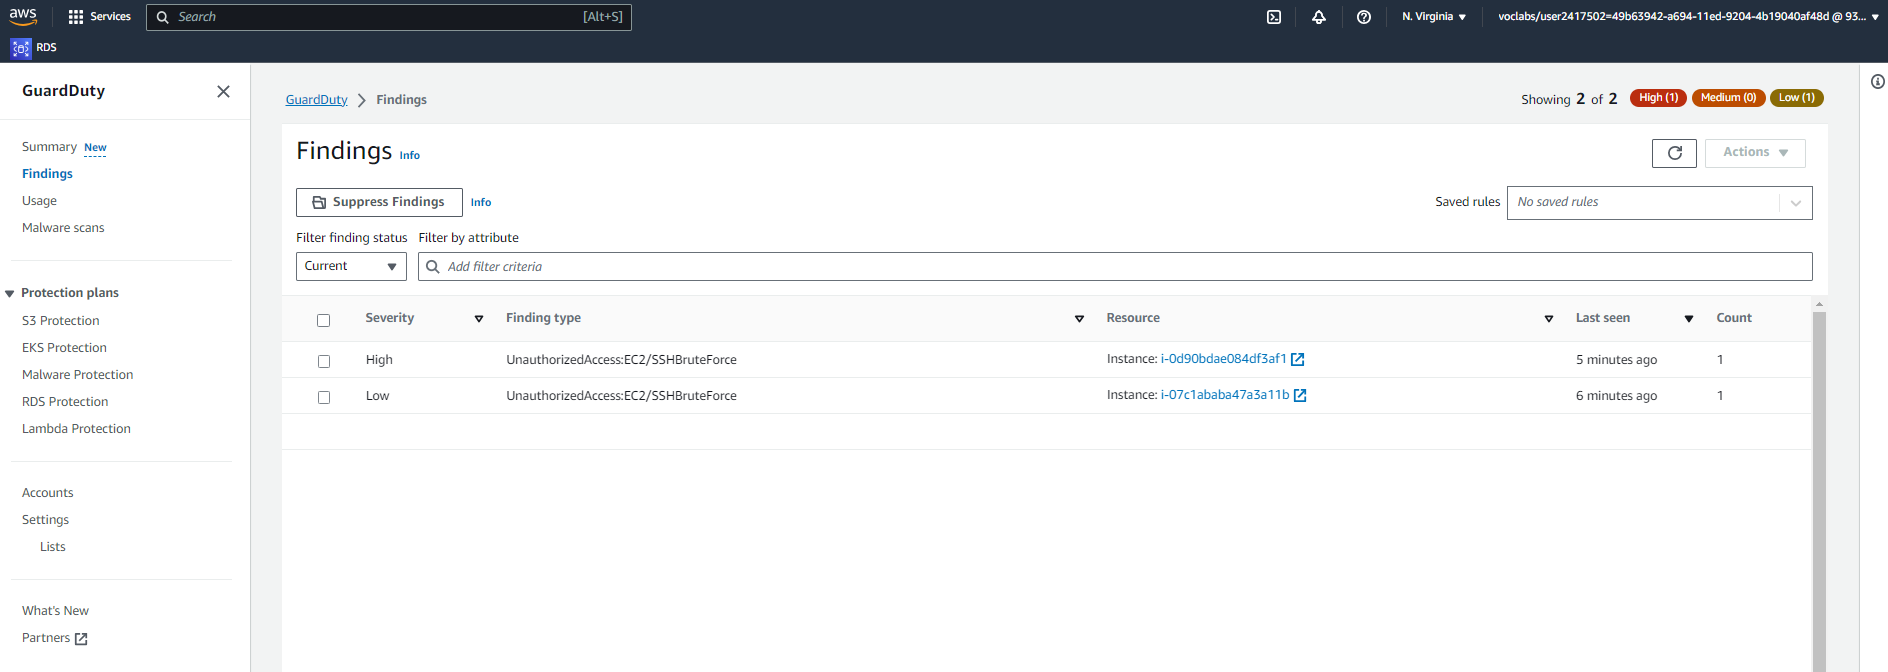 aws
Services
Search [Alt+S]
N. Virginia
voclabs/user2417502=49b63942-a694-11ed-9204-4b19040af48d @ 93...
RDS
GuardDuty
Summary New
Findings
Usage
Malware scans
Protection plans
S3 Protection
EKS Protection
Malware Protection
RDS Protection
Lambda Protection
Accounts
Settings
Lists
What's New
Partners
GuardDuty Findings
Showing 2 of 2 High (1) Medium (0) Low (1)
Findings Info
Actions
Suppress Findings Info
Saved rules No saved rules
Filter finding status Filter by attribute
Current Add filter criteria
Severity Finding type Resource Last seen Count
High UnauthorizedAccess:EC2/SSHBruteForce Instance: i-0d90bdae084df3af1 5 minutes ago 1
Low UnauthorizedAccess:EC2/SSHBruteForce Instance: i-07c1ababa47a3a11b 6 minutes ago 1